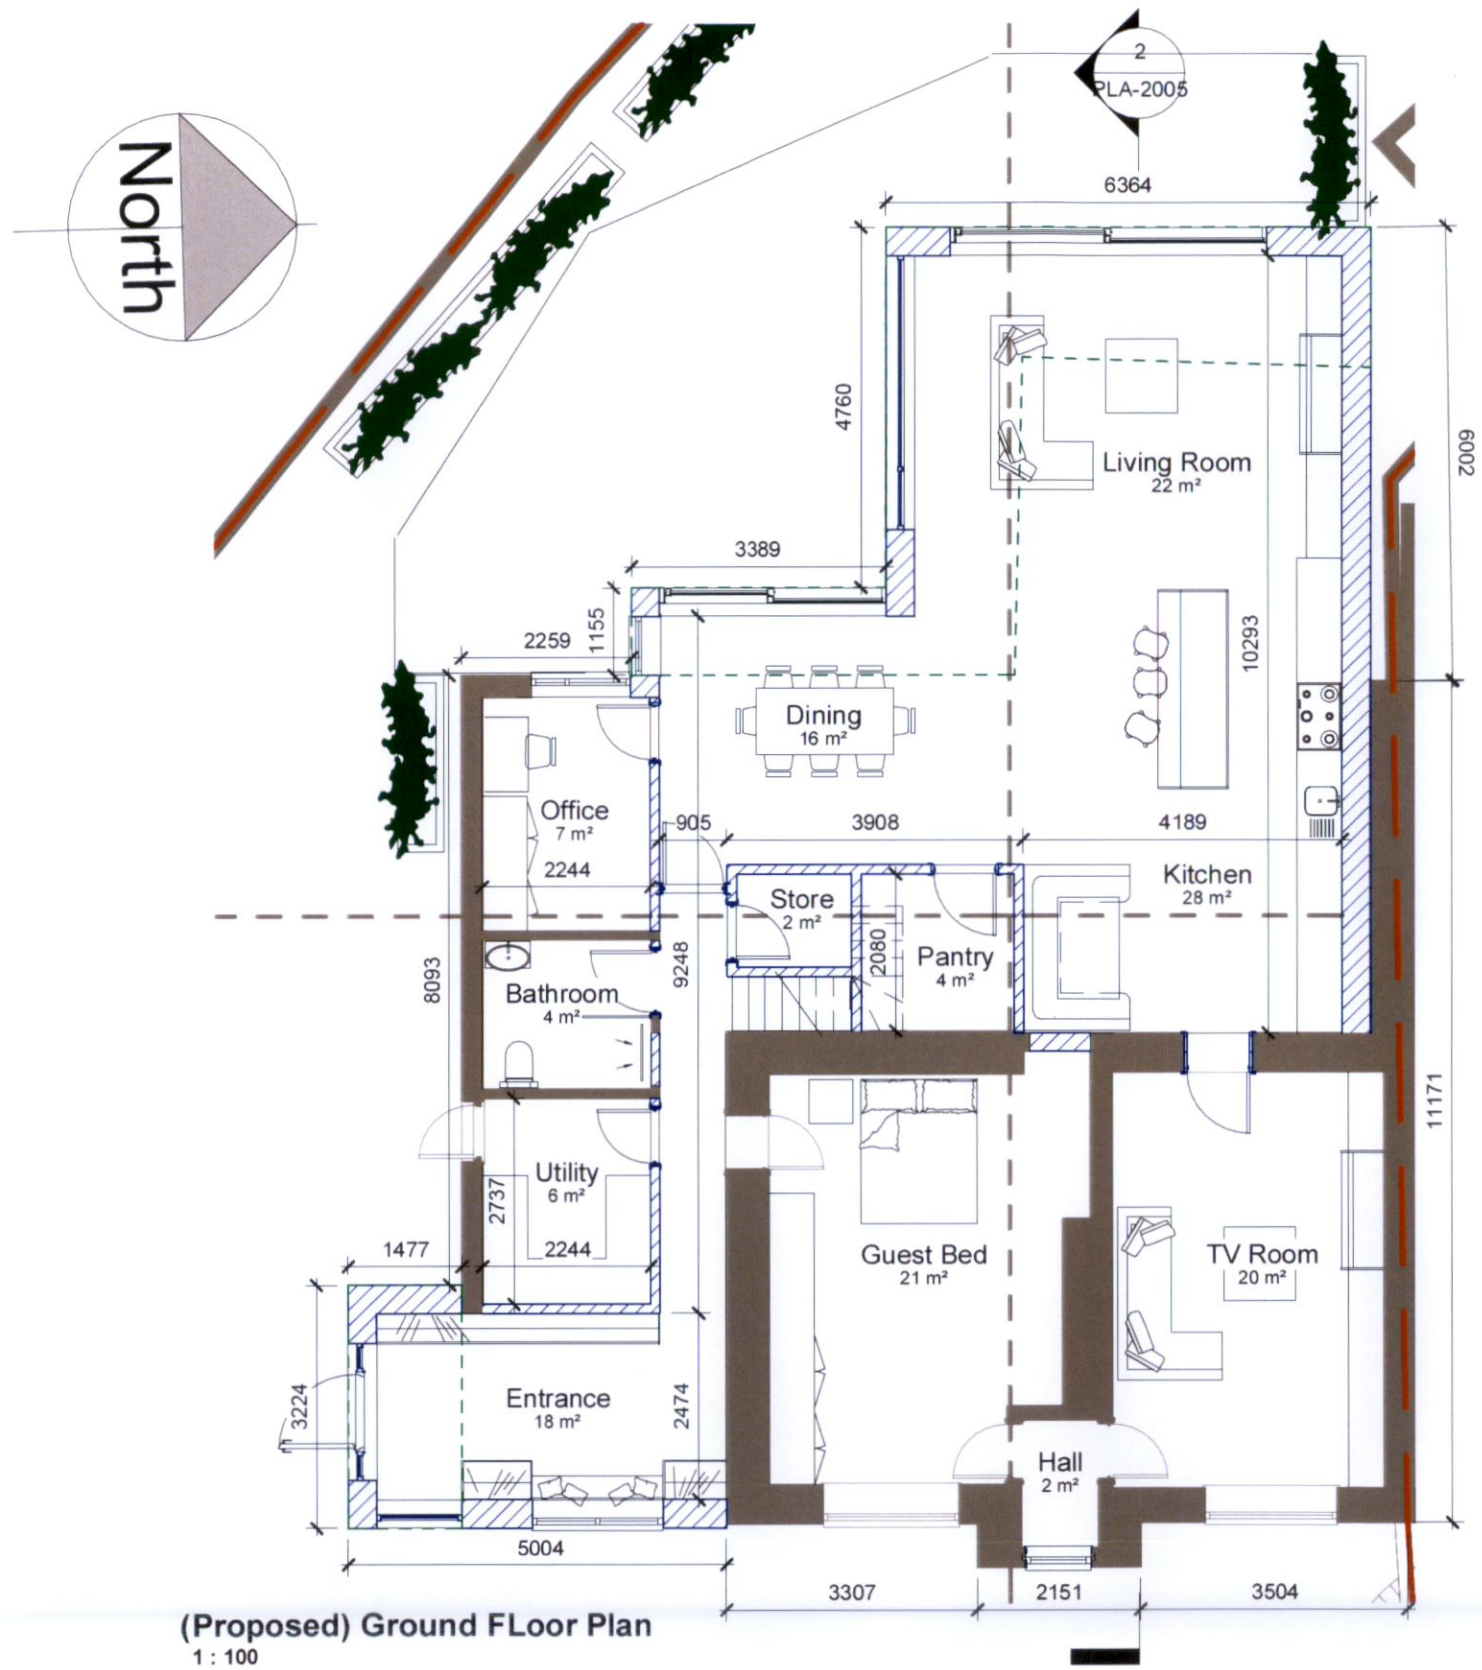 2
PLA-2005
North
6364
4760
6002
Living Room
22 m²
3389
1155
2259
10293
Dining
16 m²
Office
7 m²
905
3908
4189
2244
Kitchen
28 m²
Store
2 m²
Pantry
4 m²
2080
9248
8093
Bathroom
4 m²
11171
Utility
6 m²
2737
2244
1477
Guest Bed
21 m²
TV Room
20 m²
Entrance
18 m²
3224
2474
Hall
2 m²
5004
3307
2151
3504
(Proposed) Ground FLoor Plan
1 : 100